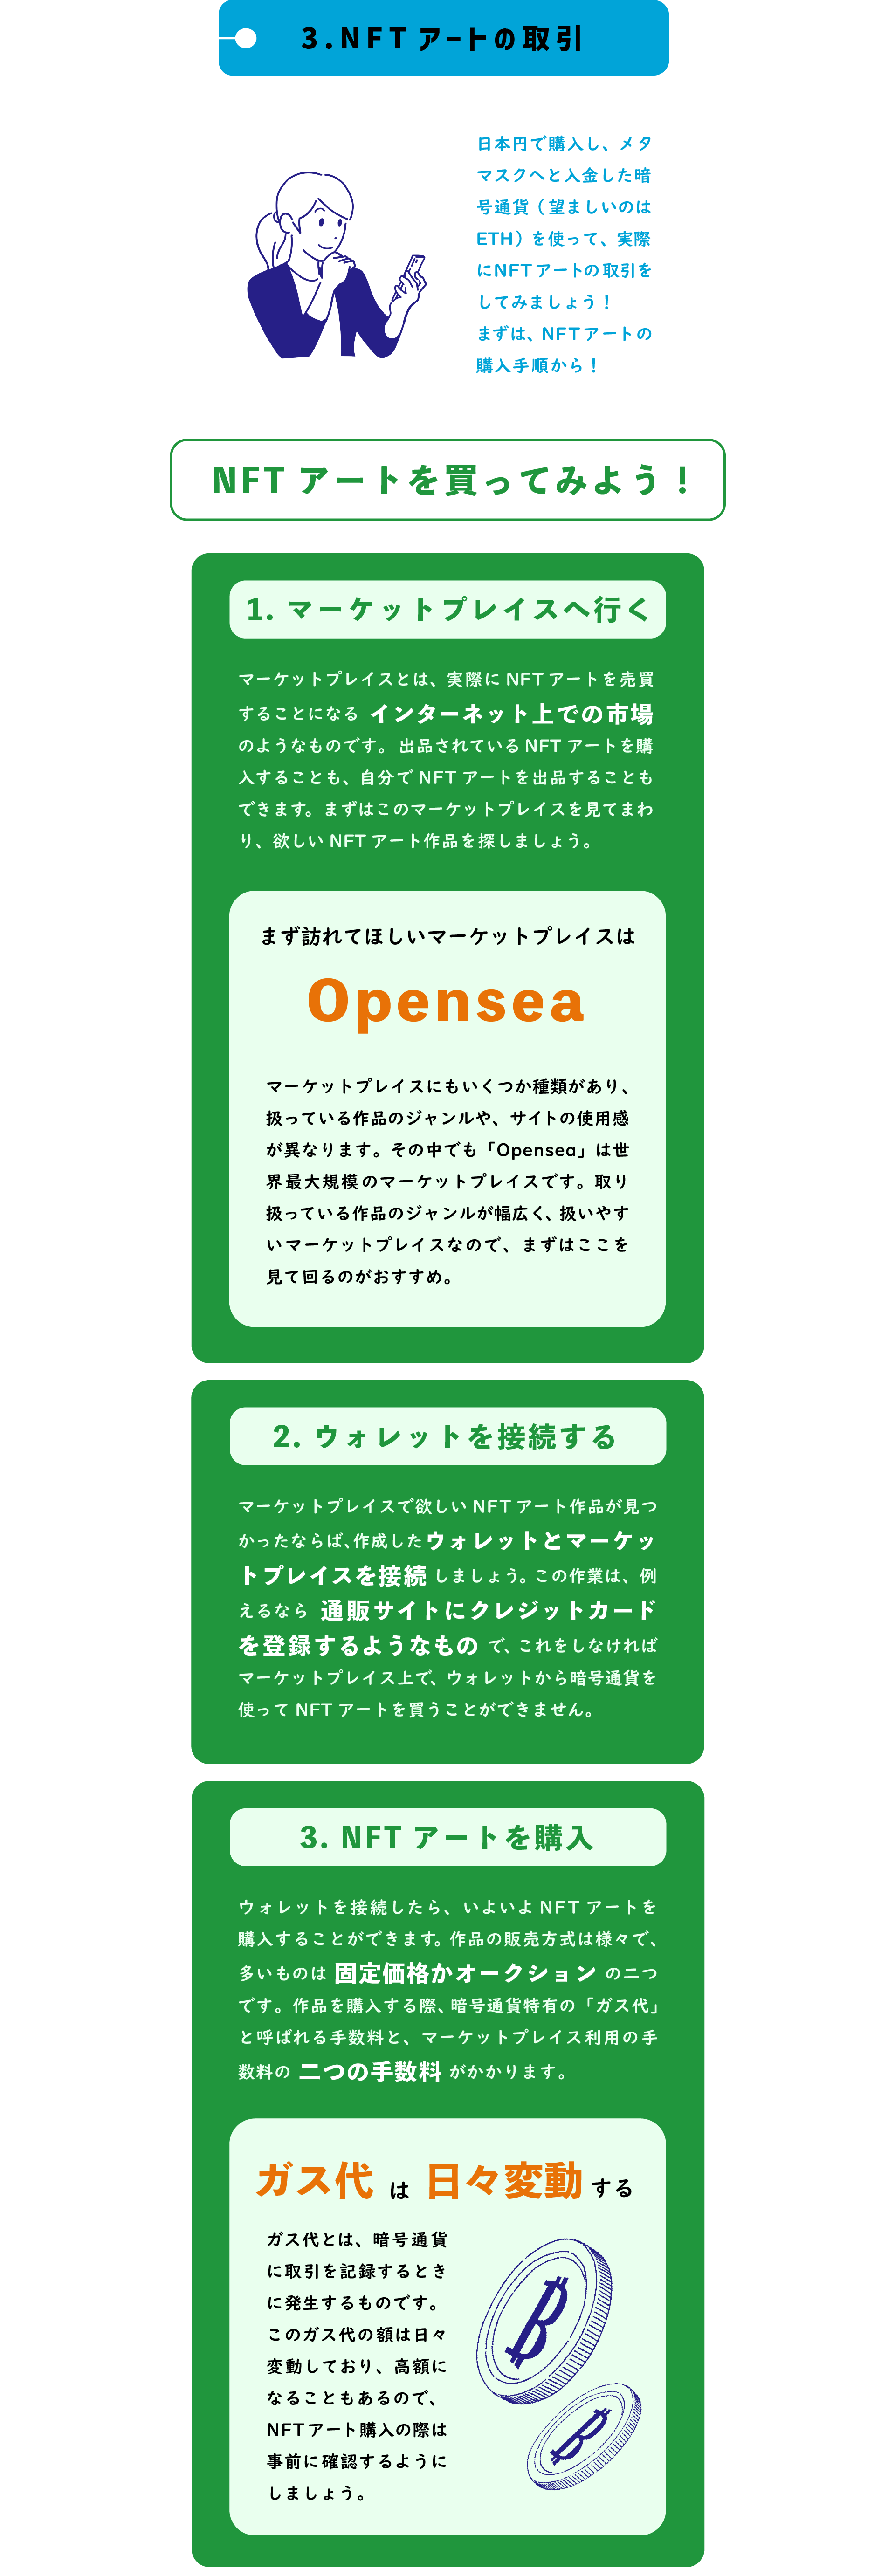 3.NFTアートの取引
日本円で購入し、メタ
マスクへと入金した暗
号通貨（望ましいのは
ETH）を使って、実際
にNFTアートの取引を
してみましょう！
まずは、NFTアートの
購入手順から！
NFTアートを買ってみよう！
1. マーケットプレイスへ行く
マーケットプレイスとは、実際にNFTアートを売買
することになる インターネット上での市場
のようなものです。出品されているNFTアートを購
入することも、自分でNFTアートを出品することも
できます。まずはこのマーケットプレイスを見てまわ
り、欲しいNFTアート作品を探しましょう。
まず訪れてほしいマーケットプレイスは
Opensea
マーケットプレイスにもいくつか種類があり、
扱っている作品のジャンルや、サイトの使用感
が異なります。その中でも「Opensea」は世
界最大規模のマーケットプレイスです。取り
扱っている作品のジャンルが幅広く、扱いやす
いマーケットプレイスなので、まずはここを
見て回るのがおすすめ。
2. ウォレットを接続する
マーケットプレイスで欲しいNFTアート作品が見つ
かったならば、作成したウォレットとマーケッ
トプレイスを接続しましょう。この作業は、例
えるなら 通販サイトにクレジットカード
を登録するようなもの で、これをしなければ
マーケットプレイス上で、ウォレットから暗号通貨を
使ってNFTアートを買うことができません。
3. NFTアートを購入
ウォレットを接続したら、いよいよNFTアートを
購入することができます。作品の販売方式は様々で、
多いものは 固定価格かオークション の二つ
です。作品を購入する際、暗号通貨特有の「ガス代」
と呼ばれる手数料と、マーケットプレイス利用の手
数料の 二つの手数料 がかかります。
ガス代 は 日々変動 する
ガス代とは、暗号通貨
に取引を記録するとき
に発生するものです。
このガス代の額は日々
変動しており、高額に
なることもあるので、
NFTアート購入の際は
事前に確認するように
しましょう。